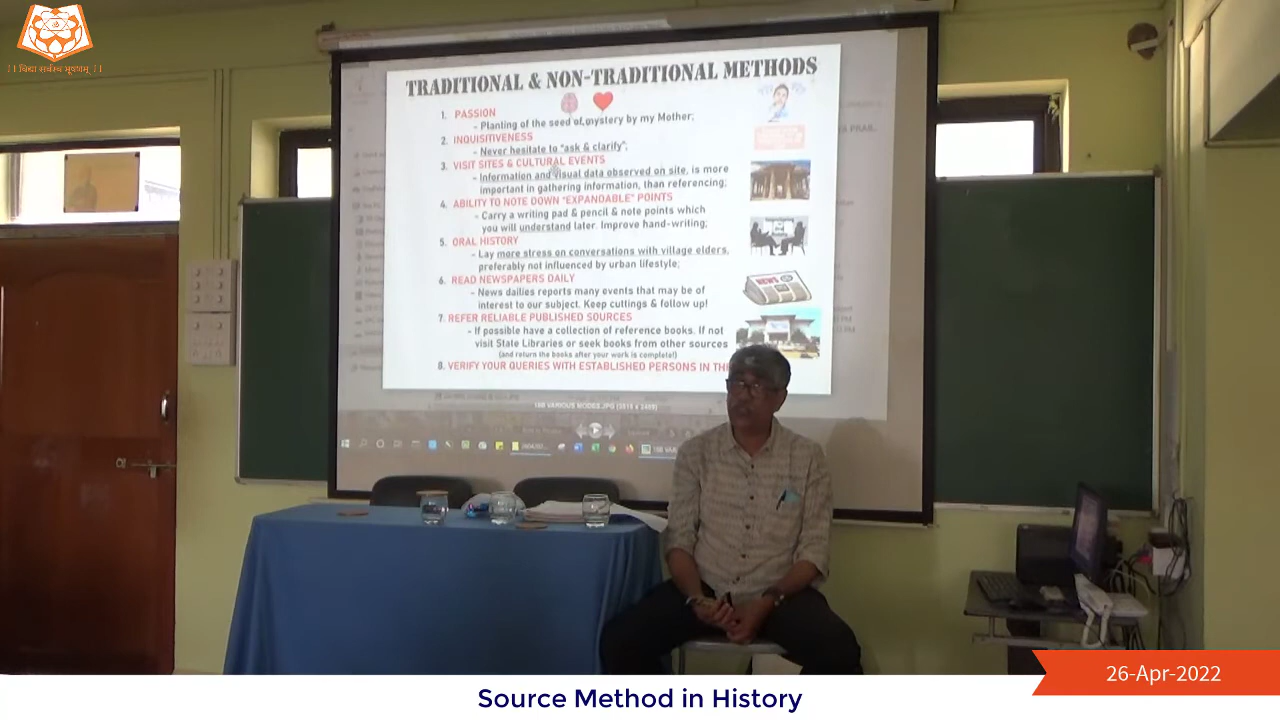 ।। विद्या सर्वस्य भूषणम् ।।
TRADITIONAL & NON-TRADITIONAL METHODS
1. PASSION
- Planting of the seed of mystery by my Mother;
2. INQUISITIVENESS
- Never hesitate to "ask & clarify";
3. VISIT SITES & CULTURAL EVENTS
- Information and visual data observed on site, is more
important in gathering information, than referencing;
4. ABILITY TO NOTE DOWN "EXPANDABLE" POINTS
- Carry a writing pad & pencil & note points which
you will understand later. Improve hand-writing;
5. ORAL HISTORY
- Lay more stress on conversations with village elders,
preferably not influenced by urban lifestyle;
6. READ NEWSPAPERS DAILY
- News dailies reports many events that may be of
interest to our subject. Keep cuttings & follow up!
NEWS
7. REFER RELIABLE PUBLISHED SOURCES
- If possible have a collection of reference books. If not
visit State Libraries or seek books from other sources
(and return the books after your work is complete!)
8. VERIFY YOUR QUERIES WITH ESTABLISHED PERSONS IN
26-Apr-2022
Source Method in History